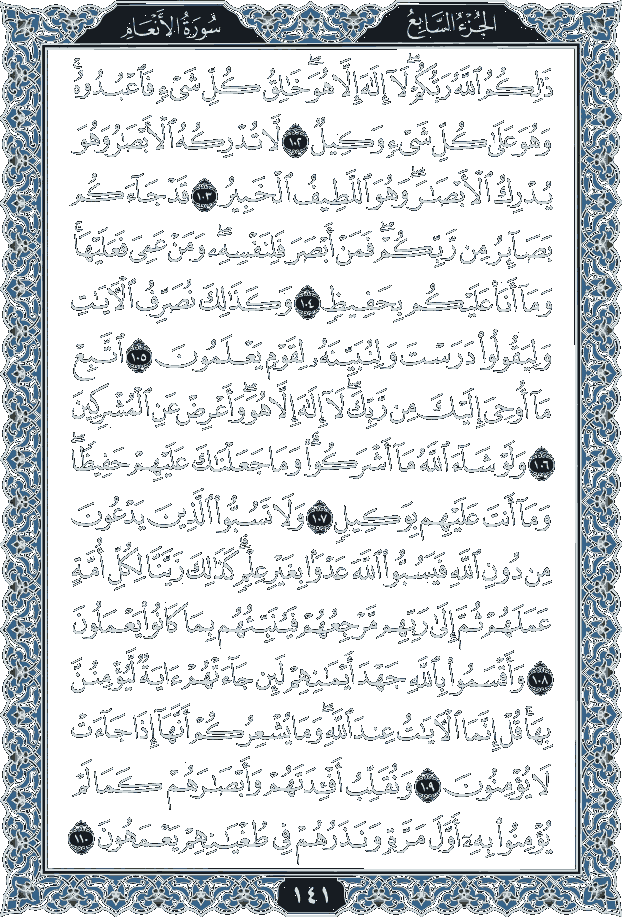 الجزء السابع
سورة الأنعام
ذَٰلِكُمُ ٱللَّهُ رَبُّكُمْ ۖ لَآ إِلَٰهَ إِلَّا هُوَ ۖ خَٰلِقُ كُلِّ شَىْءٍ فَٱعْبُدُوهُ ۚ
وَهُوَ عَلَىٰ كُلِّ شَىْءٍ وَكِيلٌ ١٠٢ لَّا تُدْرِكُهُ ٱلْأَبْصَٰرُ وَهُوَ
يُدْرِكُ ٱلْأَبْصَٰرَ ۖ وَهُوَ ٱللَّطِيفُ ٱلْخَبِيرُ ١٠٣ قَدْ جَآءَكُم
بَصَآئِرُ مِن رَّبِّكُمْ ۖ فَمَنْ أَبْصَرَ فَلِنَفْسِهِۦ ۖ وَمَنْ عَمِىَ فَعَلَيْهَا ۚ
وَمَآ أَنَا۠ عَلَيْكُم بِحَفِيظٍ ١٠٤ وَكَذَٰلِكَ نُصَرِّفُ ٱلْءَايَٰتِ
وَلِيَقُولُوا۟ دَرَسْتَ وَلِنُبَيِّنَهُۥ لِقَوْمٍ يَعْلَمُونَ ١٠٥ ٱتَّبِعْ
مَآ أُوحِىَ إِلَيْكَ مِن رَّبِّكَ ۖ لَآ إِلَٰهَ إِلَّا هُوَ ۖ وَأَعْرِضْ عَنِ ٱلْمُشْرِكِينَ
١٠٦ وَلَوْ شَآءَ ٱللَّهُ مَآ أَشْرَكُوا۟ ۗ وَمَا جَعَلْنَٰكَ عَلَيْهِمْ حَفِيظًا ۖ
وَمَآ أَنتَ عَلَيْهِم بِوَكِيلٍ ١٠٧ وَلَا تَسُبُّوا۟ ٱلَّذِينَ يَدْعُونَ
مِن دُونِ ٱللَّهِ فَيَسُبُّوا۟ ٱللَّهَ عَدْوًۢا بِغَيْرِ عِلْمٍ ۗ كَذَٰلِكَ زَيَّنَّا لِكُلِّ أُمَّةٍ
عَمَلَهُمْ ثُمَّ إِلَىٰ رَبِّهِم مَّرْجِعُهُمْ فَيُنَبِّئُهُم بِمَا كَانُوا۟ يَعْمَلُونَ
١٠٨ وَأَقْسَمُوا۟ بِٱللَّهِ جَهْدَ أَيْمَٰنِهِمْ لَئِن جَآءَتْهُمْ ءَايَةٌ لَّيُؤْمِنُنَّ
بِهَا ۚ قُلْ إِنَّمَا ٱلْءَايَٰتُ عِندَ ٱللَّهِ ۖ وَمَا يُشْعِرُكُمْ أَنَّهَآ إِذَا جَآءَتْ
لَا يُؤْمِنُونَ ١٠٩ وَنُقَلِّبُ أَفْـِٔدَتَهُمْ وَأَبْصَٰرَهُمْ كَمَا لَمْ
يُؤْمِنُوا۟ بِهِۦٓ أَوَّلَ مَرَّةٍ وَنَذَرُهُمْ فِى طُغْيَٰنِهِمْ يَعْمَهُونَ ١١٠
١٤١